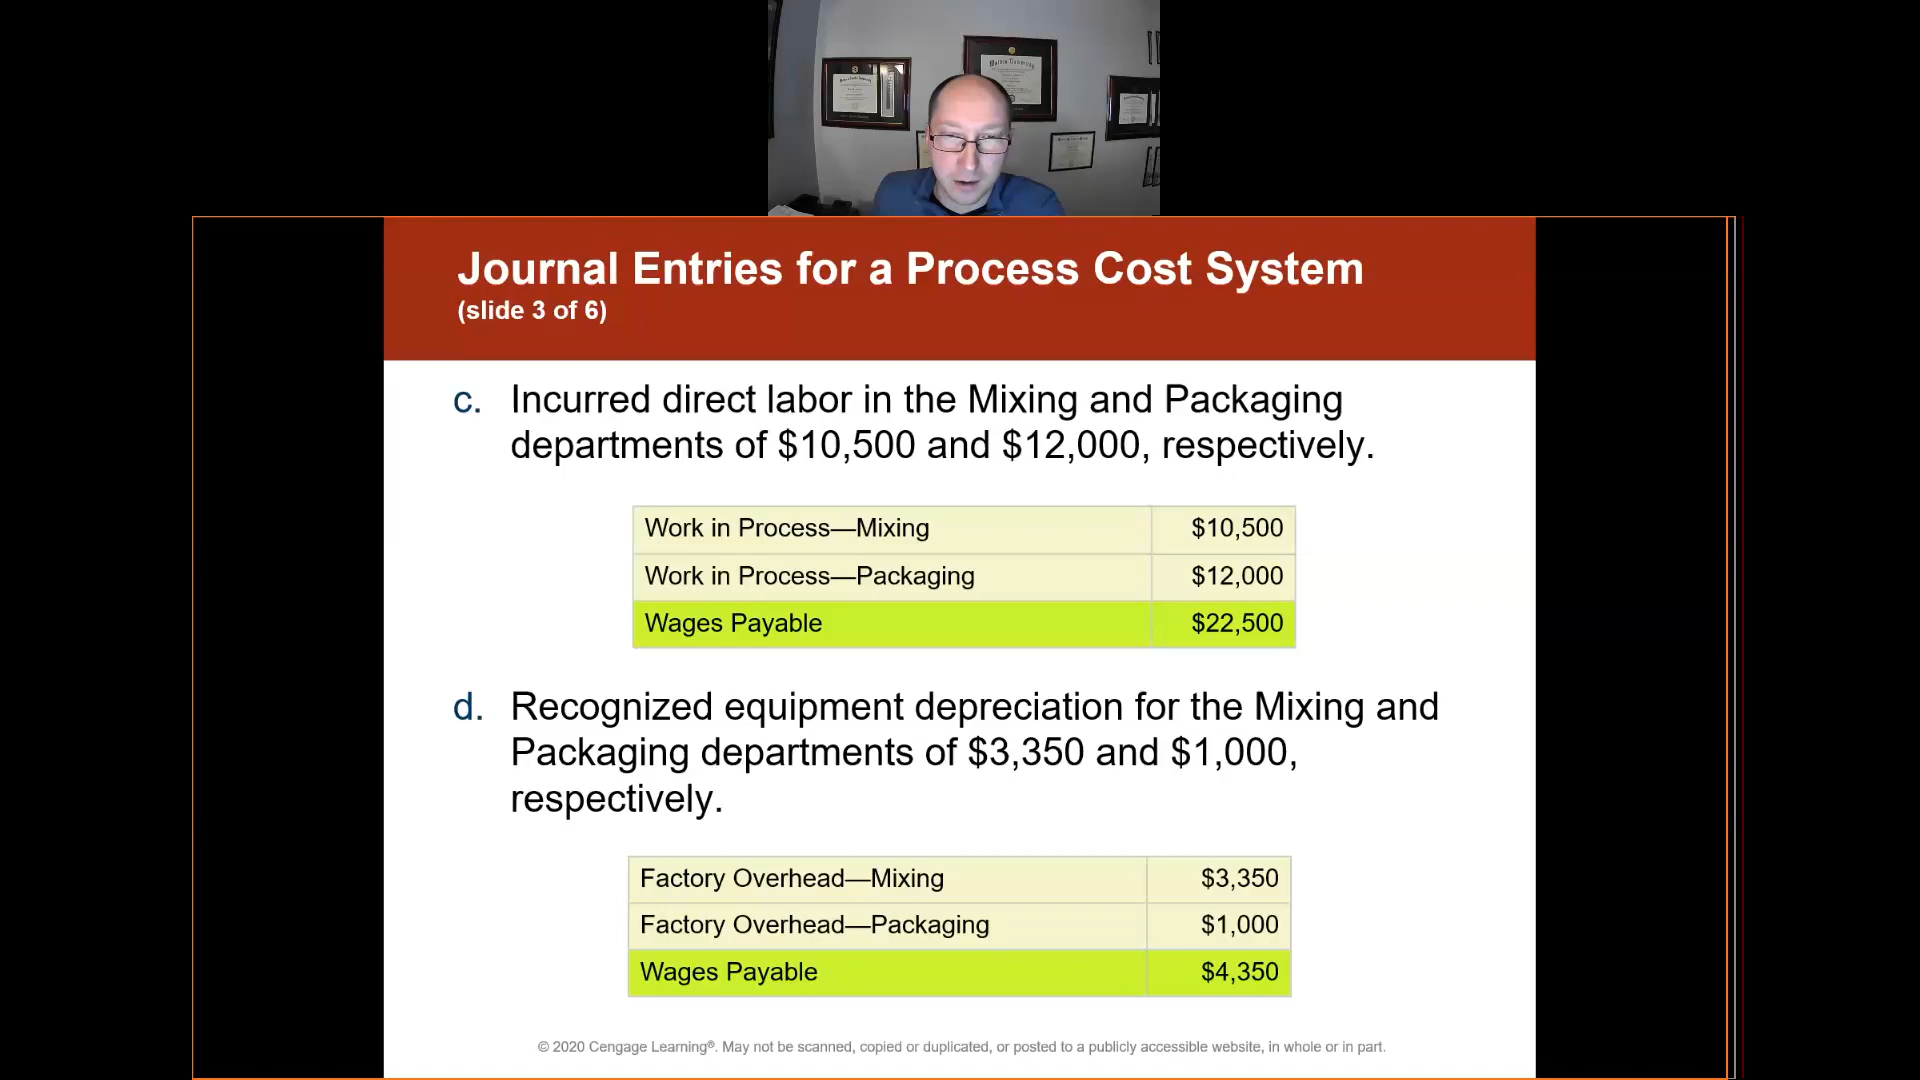 Journal Entries for a Process Cost System
(slide 3 of 6)
c. Incurred direct labor in the Mixing and Packaging
departments of $10,500 and $12,000, respectively.
Work in Process—Mixing $10,500
Work in Process—Packaging $12,000
Wages Payable $22,500
d. Recognized equipment depreciation for the Mixing and
Packaging departments of $3,350 and $1,000,
respectively.
Factory Overhead—Mixing $3,350
Factory Overhead—Packaging $1,000
Wages Payable $4,350
© 2020 Cengage Learning®. May not be scanned, copied or duplicated, or posted to a publicly accessible website, in whole or in part.